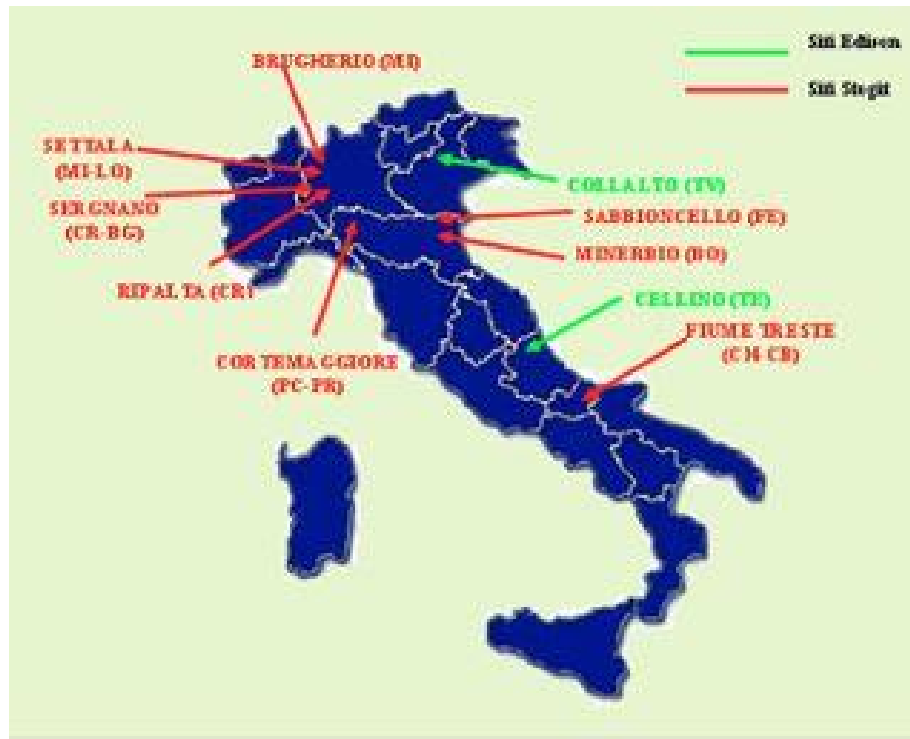 Siti Edison
Siti Stogit
BRUGHERIO (MI)
SETTALA
(MI-LO)
SERGNANO
(CR-BG)
RIPALTA (CR)
CORTEMAGGIORE
(PC-PR)
COLLALTO (TV)
SABBIONCELLO (FE)
MINERBIO (BO)
CELLINO (TE)
FIUME TRESTE
(CH-CB)